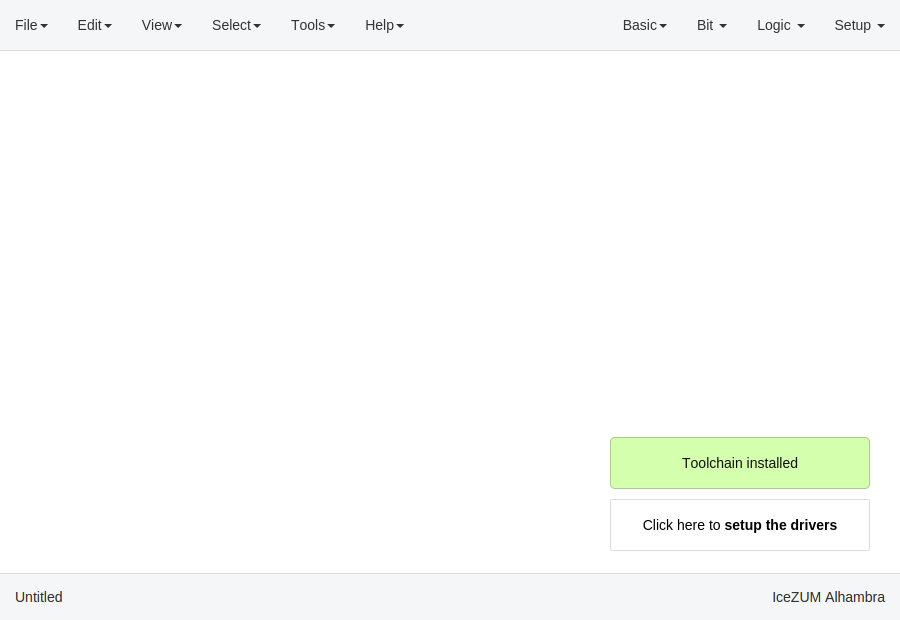 File Edit View Select Tools Help Basic Bit Logic Setup
Toolchain installed
Click here to setup the drivers
Untitled IceZUM Alhambra